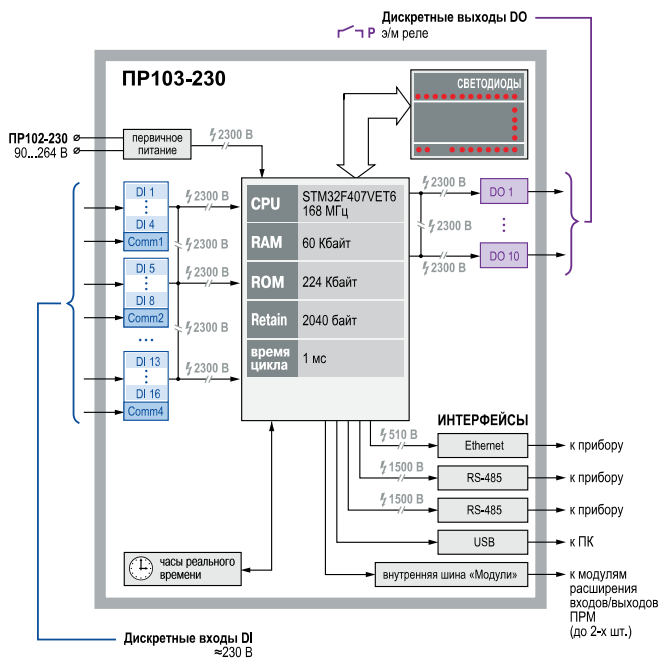 Дискретные выходы DO
P э/м реле
ПР103-230
СВЕТОДИОДЫ
ПР102-230
90...264 В
первичное
питание
2300 В
DI 1
DI 4
Comm1
2300 В
2300 В
DI 5
DI 8
Comm2
2300 В
2300 В
...
DI 13
DI 16
Comm4
2300 В
CPU
STM32F407VET6
168 МГц
RAM
60 Кбайт
ROM
224 Кбайт
Retain
2040 байт
время
цикла
1 мс
2300 В
DO 1
2300 В
DO 10
ИНТЕРФЕЙСЫ
510 В
Ethernet
к прибору
1500 В
RS-485
к прибору
1500 В
RS-485
к прибору
USB
к ПК
внутренняя шина «Модули»
к модулям
расширения
входов/выходов
ПРМ
(до 2-х шт.)
часы реального
времени
Дискретные входы DI
≈230 В